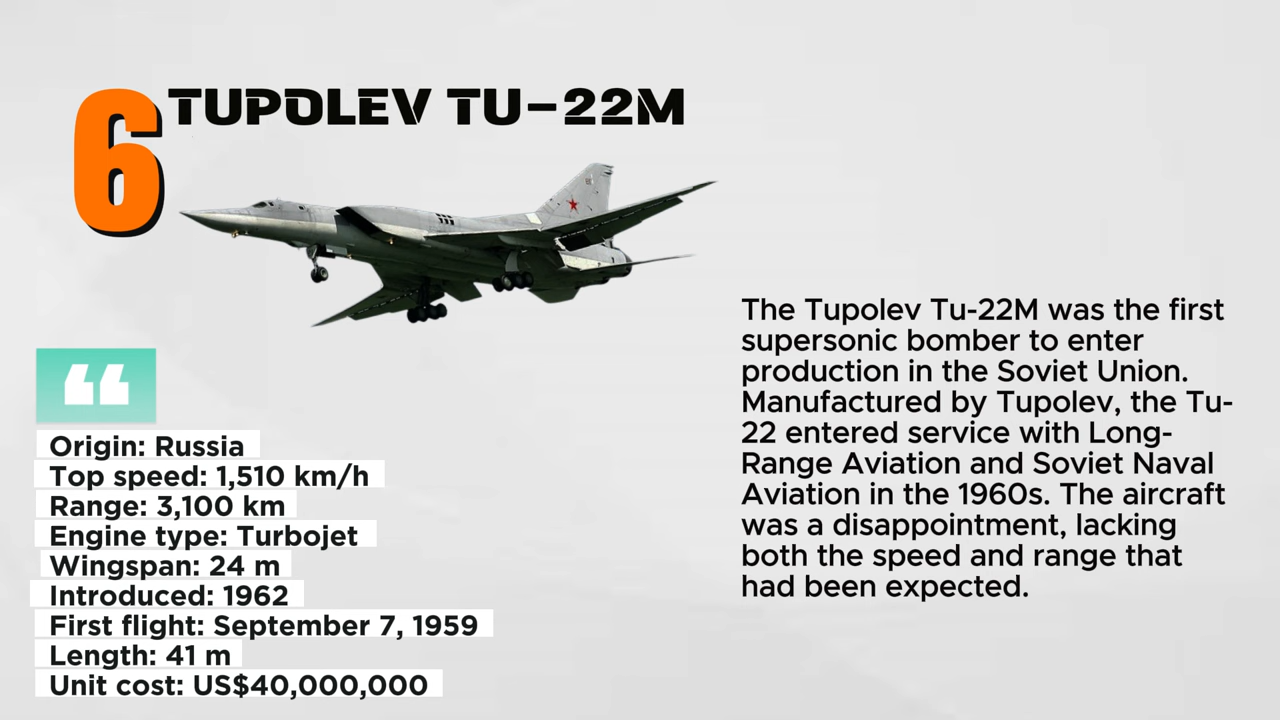 6
TUPOLEV TU-22M
The Tupolev Tu-22M was the first
supersonic bomber to enter
production in the Soviet Union.
Manufactured by Tupolev, the Tu-
22 entered service with Long-
Range Aviation and Soviet Naval
Aviation in the 1960s. The aircraft
was a disappointment, lacking
both the speed and range that
had been expected.
“
Origin: Russia
Top speed: 1,510 km/h
Range: 3,100 km
Engine type: Turbojet
Wingspan: 24 m
Introduced: 1962
First flight: September 7, 1959
Length: 41 m
Unit cost: US$40,000,000